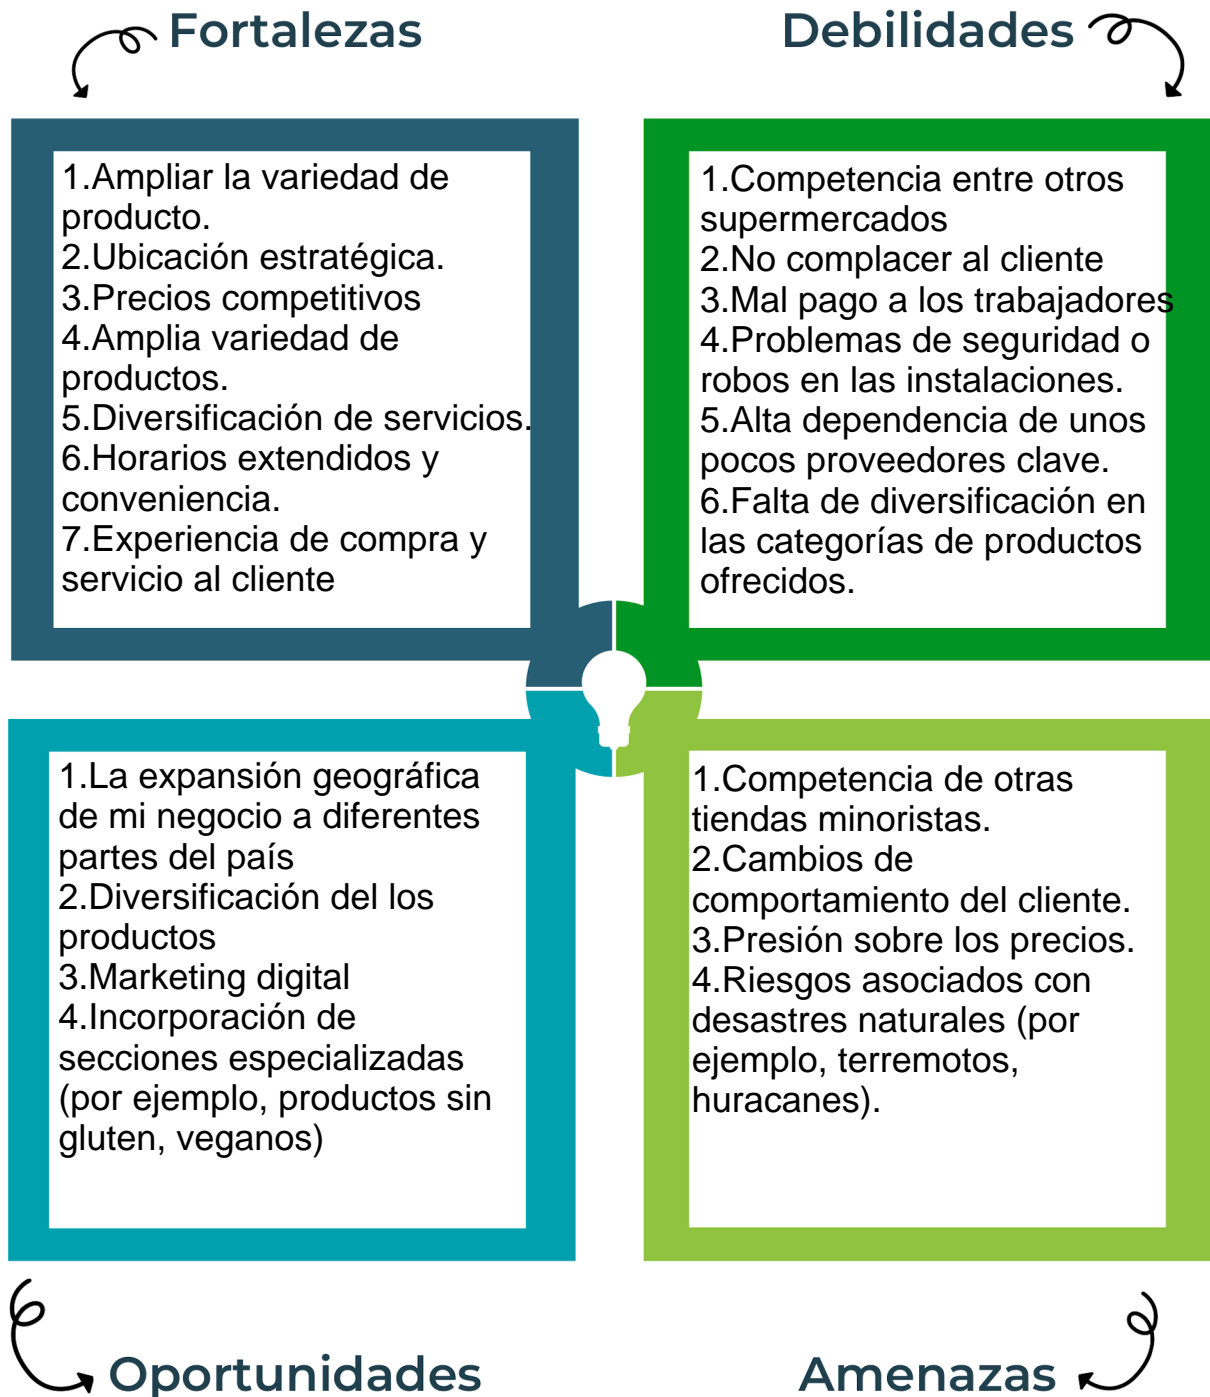 Fortalezas
1.Ampliar la variedad de
producto.
2.Ubicación estratégica.
3.Precios competitivos
4.Amplia variedad de
productos.
5.Diversificación de servicios.
6.Horarios extendidos y
conveniencia.
7.Experiencia de compra y
servicio al cliente
Debilidades
1.Competencia entre otros
supermercados
2.No complacer al cliente
3.Mal pago a los trabajadores
4.Problemas de seguridad o
robos en las instalaciones.
5.Alta dependencia de unos
pocos proveedores clave.
6.Falta de diversificación en
las categorías de productos
ofrecidos.
1.La expansión geográfica
de mi negocio a diferentes
partes del país
2.Diversificación del los
productos
3.Marketing digital
4.Incorporación de
secciones especializadas
(por ejemplo, productos sin
gluten, veganos)
Oportunidades
1.Competencia de otras
tiendas minoristas.
2.Cambios de
comportamiento del cliente.
3.Presión sobre los precios.
4.Riesgos asociados con
desastres naturales (por
ejemplo, terremotos,
huracanes).
Amenazas